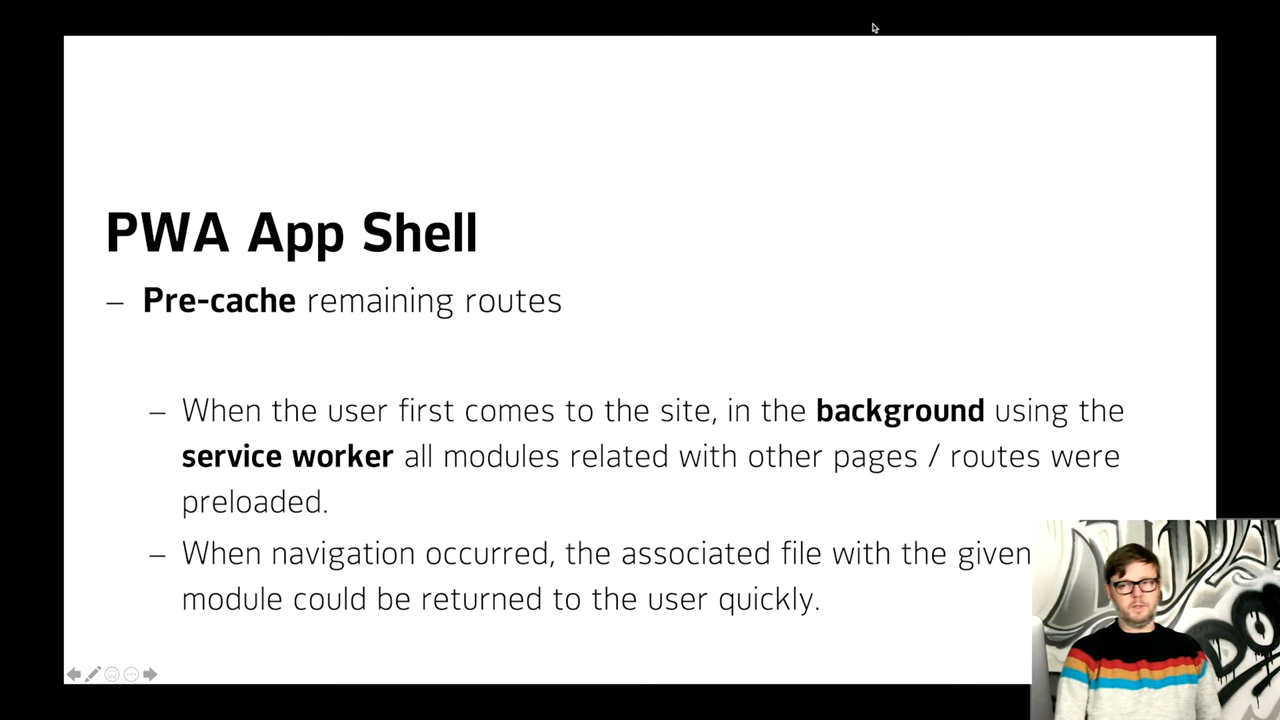 PWA App Shell
– Pre-cache remaining routes
– When the user first comes to the site, in the background using the
service worker all modules related with other pages / routes were
preloaded.
– When navigation occurred, the associated file with the given
module could be returned to the user quickly.
DO